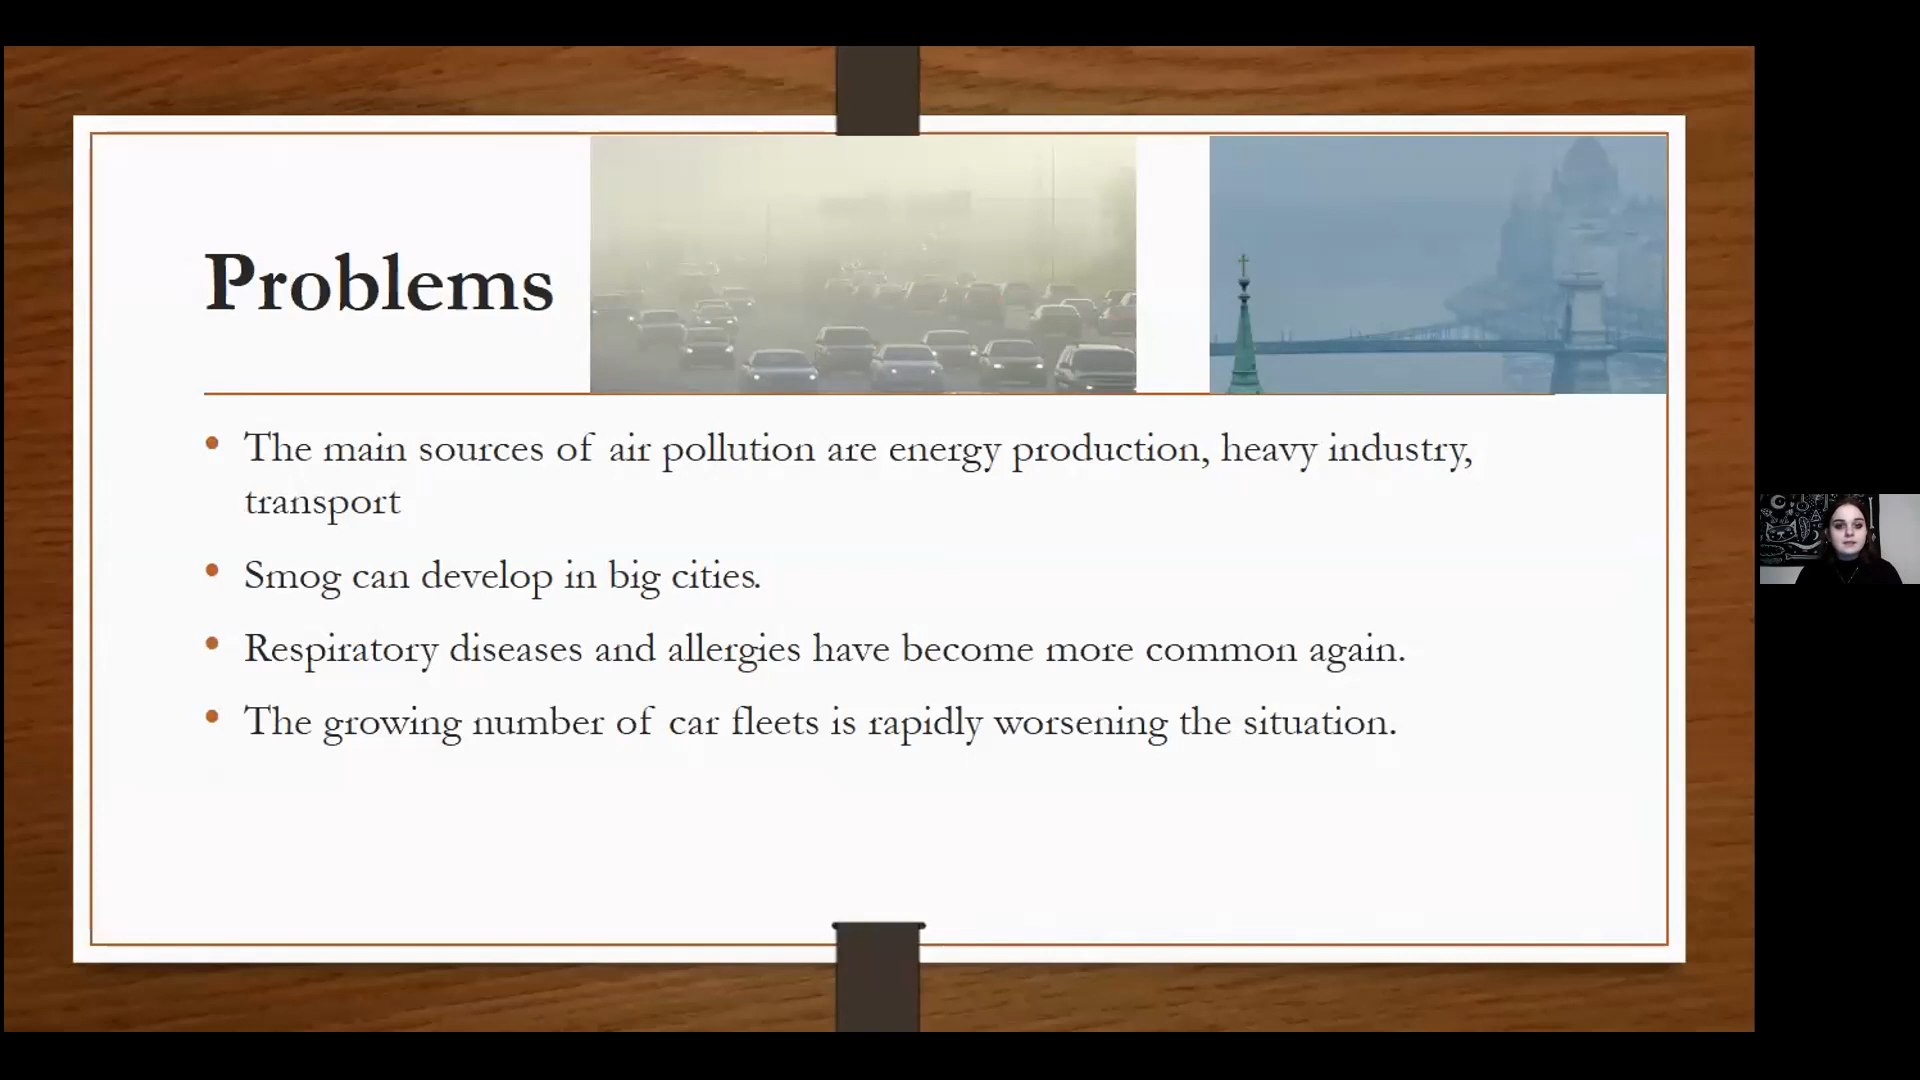 Problems
• The main sources of air pollution are energy production, heavy industry,
transport
• Smog can develop in big cities.
• Respiratory diseases and allergies have become more common again.
• The growing number of car fleets is rapidly worsening the situation.